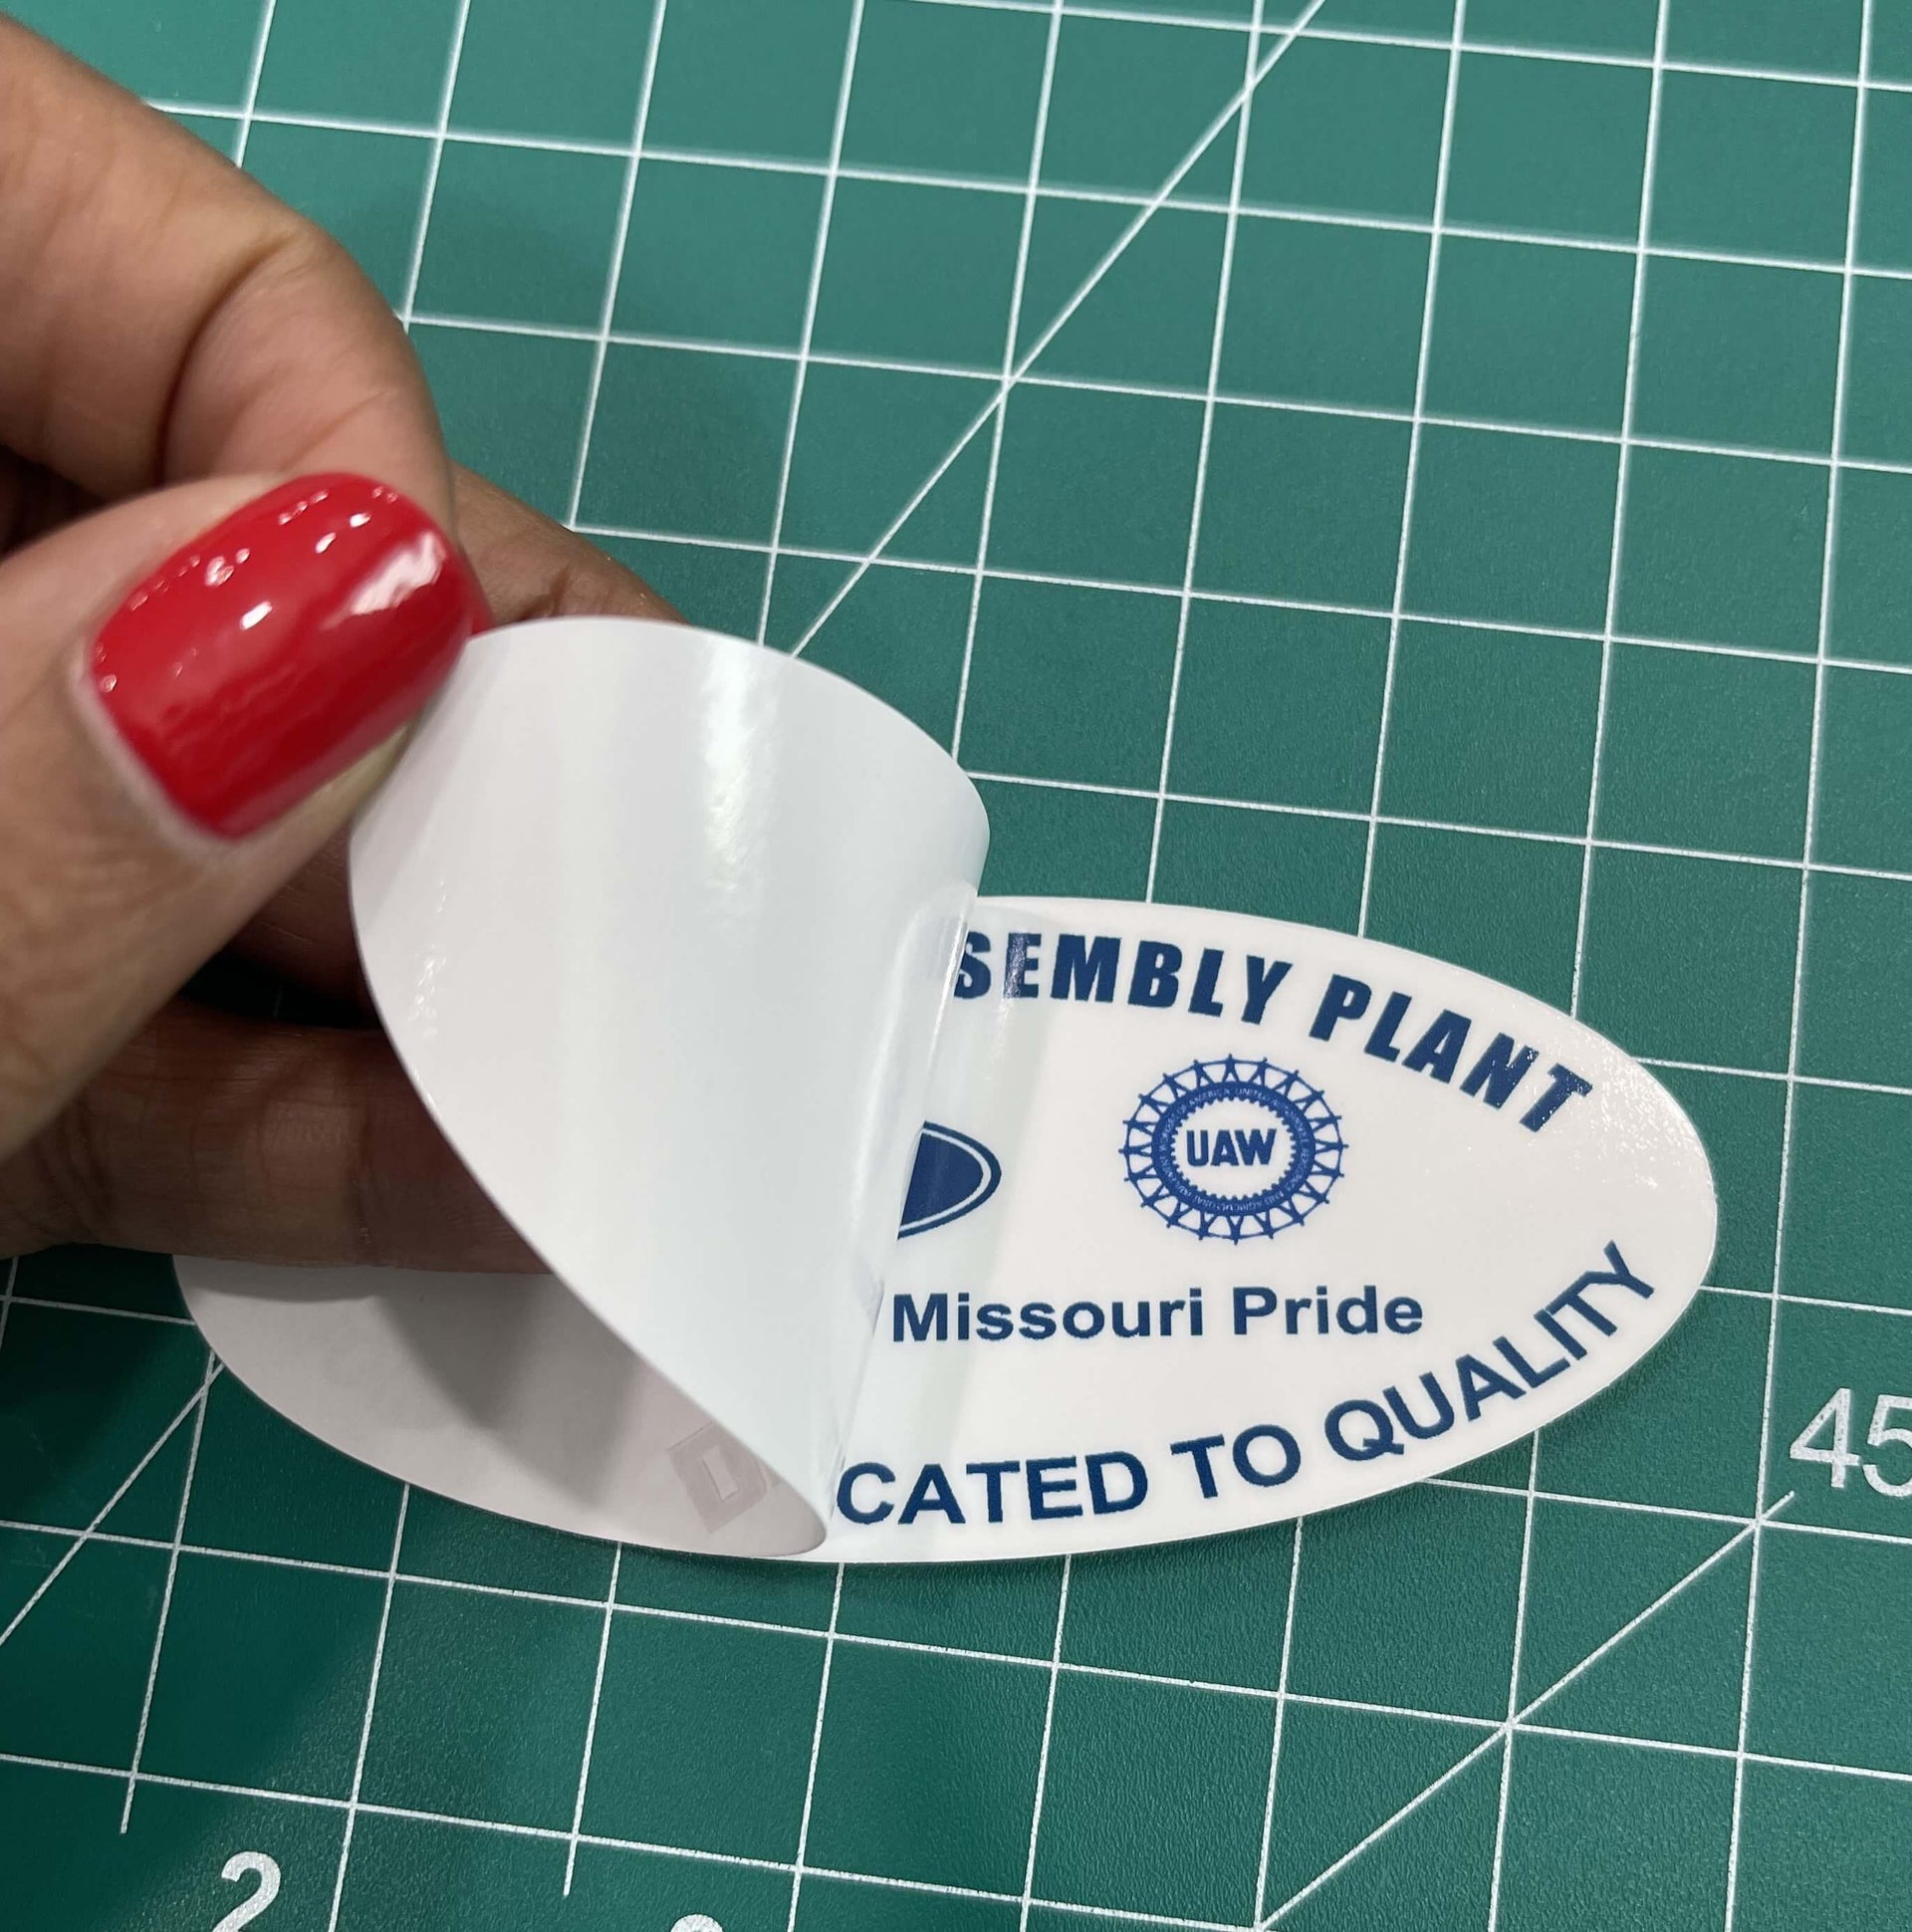 SEMBLY PLANT
UAW
Missouri Pride
CATED TO QUALITY
45
2